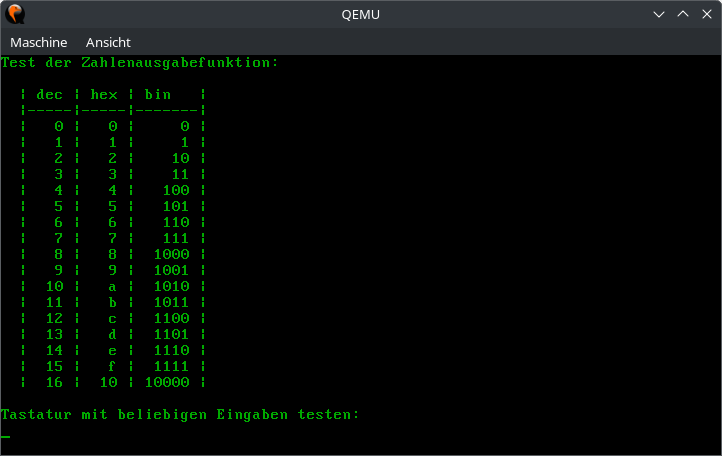 QEMU
Maschine Ansicht
Test der Zahlenausgabefunktion:
| dec | hex | bin   |
|-----|-----|-------|
|   0 |   0 |     0 |
|   1 |   1 |     1 |
|   2 |   2 |    10 |
|   3 |   3 |    11 |
|   4 |   4 |   100 |
|   5 |   5 |   101 |
|   6 |   6 |   110 |
|   7 |   7 |   111 |
|   8 |   8 |  1000 |
|   9 |   9 |  1001 |
|  10 |   a |  1010 |
|  11 |   b |  1011 |
|  12 |   c |  1100 |
|  13 |   d |  1101 |
|  14 |   e |  1110 |
|  15 |   f |  1111 |
|  16 |  10 | 10000 |
Tastatur mit beliebigen Eingaben testen:
_